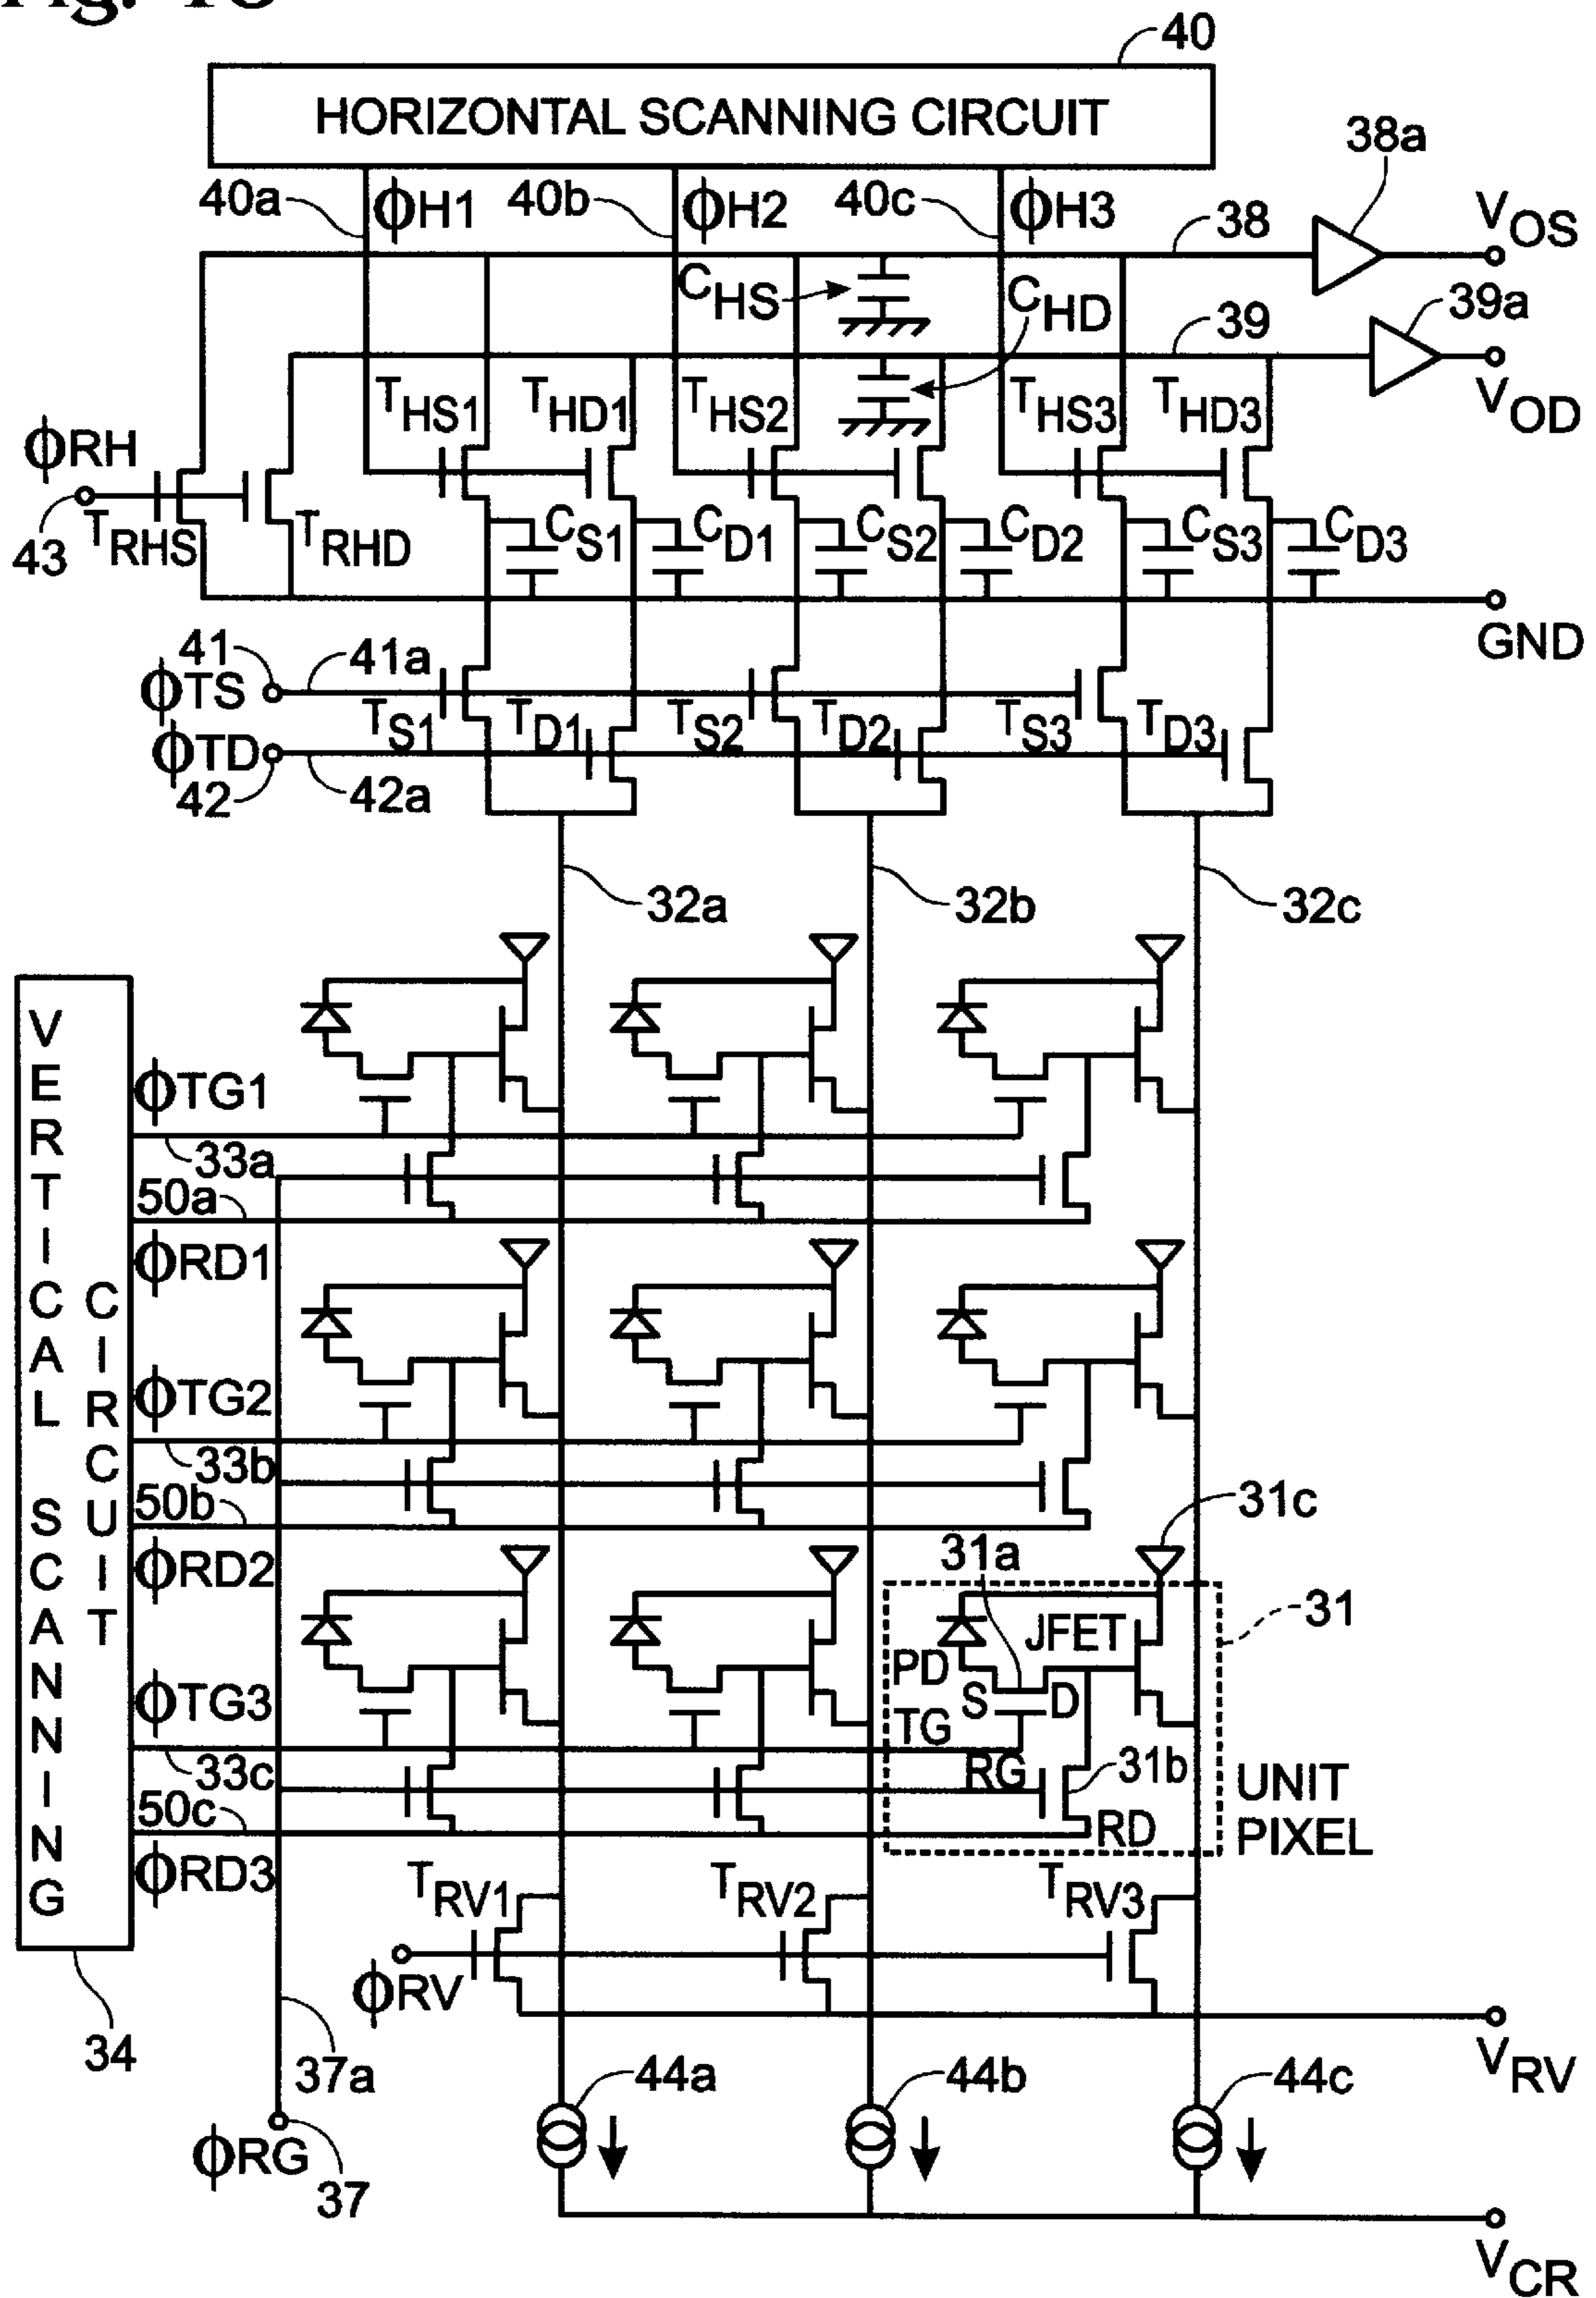 40
HORIZONTAL SCANNING CIRCUIT
38a
40a ϕH1 40b ϕH2 40c ϕH3 38 VOS
CHS CHD 39 39a
THS1 THD1 THS2 THS3 THD3 VOD
ϕRH
43 TRHS TRHD CS1 CD1 CS2 CD2 CS3 CD3
GND
41 41a
ϕTS
TS1 TD1 TS2 TD2 TS3 TD3
ϕTD
42 42a
32a 32b 32c
VERTICAL SCANNING CIRCUIT
ϕTG1
33a
50a
ϕRD1
ϕTG2
33b
50b
31c
ϕRD2
31a
31
JFET
PD
S D
ϕTG3
TG
33c
RG 31b
UNIT
PIXEL
50c
RD
ϕRD3
TRV1 TRV2 TRV3
ϕRV
34
37a
44a 44b 44c
VRV
ϕRG
37
VCR